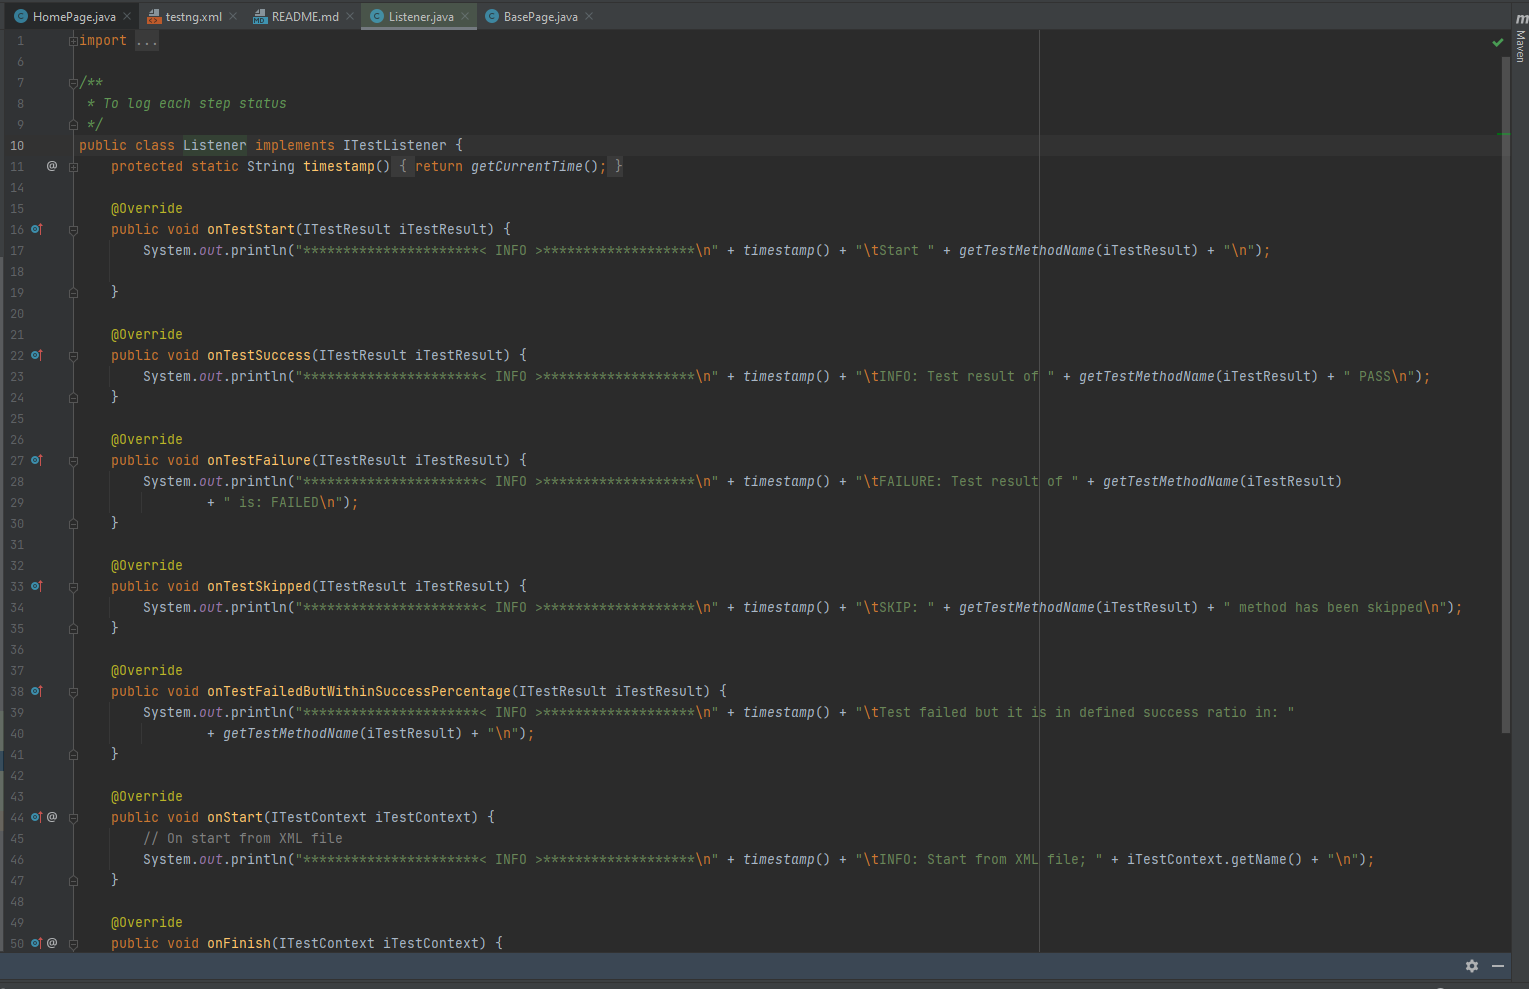 HomePage.java testng.xml README.md Listener.java BasePage.java
Maven
1 import ...
6
7 /**
8 * To log each step status
9 */
10 public class Listener implements ITestListener {
11 @ protected static String timestamp() { return getCurrentTime(); }
14
15 @Override
16 public void onTestStart(ITestResult iTestResult) {
17 System.out.println("**********************< INFO >*******************\n" + timestamp() + "\tStart " + getTestMethodName(iTestResult) + "\n");
18
19 }
20
21 @Override
22 public void onTestSuccess(ITestResult iTestResult) {
23 System.out.println("**********************< INFO >*******************\n" + timestamp() + "\tINFO: Test result of " + getTestMethodName(iTestResult) + " PASS\n");
24 }
25
26 @Override
27 public void onTestFailure(ITestResult iTestResult) {
28 System.out.println("**********************< INFO >*******************\n" + timestamp() + "\tFAILURE: Test result of " + getTestMethodName(iTestResult)
29 + " is: FAILED\n");
30 }
31
32 @Override
33 public void onTestSkipped(ITestResult iTestResult) {
34 System.out.println("**********************< INFO >*******************\n" + timestamp() + "\tSKIP: " + getTestMethodName(iTestResult) + " method has been skipped\n");
35 }
36
37 @Override
38 public void onTestFailedButWithinSuccessPercentage(ITestResult iTestResult) {
39 System.out.println("**********************< INFO >*******************\n" + timestamp() + "\tTest failed but it is in defined success ratio in: "
40 + getTestMethodName(iTestResult) + "\n");
41 }
42
43 @Override
44 @ public void onStart(ITestContext iTestContext) {
45 // On start from XML file
46 System.out.println("**********************< INFO >*******************\n" + timestamp() + "\tINFO: Start from XML file; " + iTestContext.getName() + "\n");
47 }
48
49 @Override
50 @ public void onFinish(ITestContext iTestContext) {